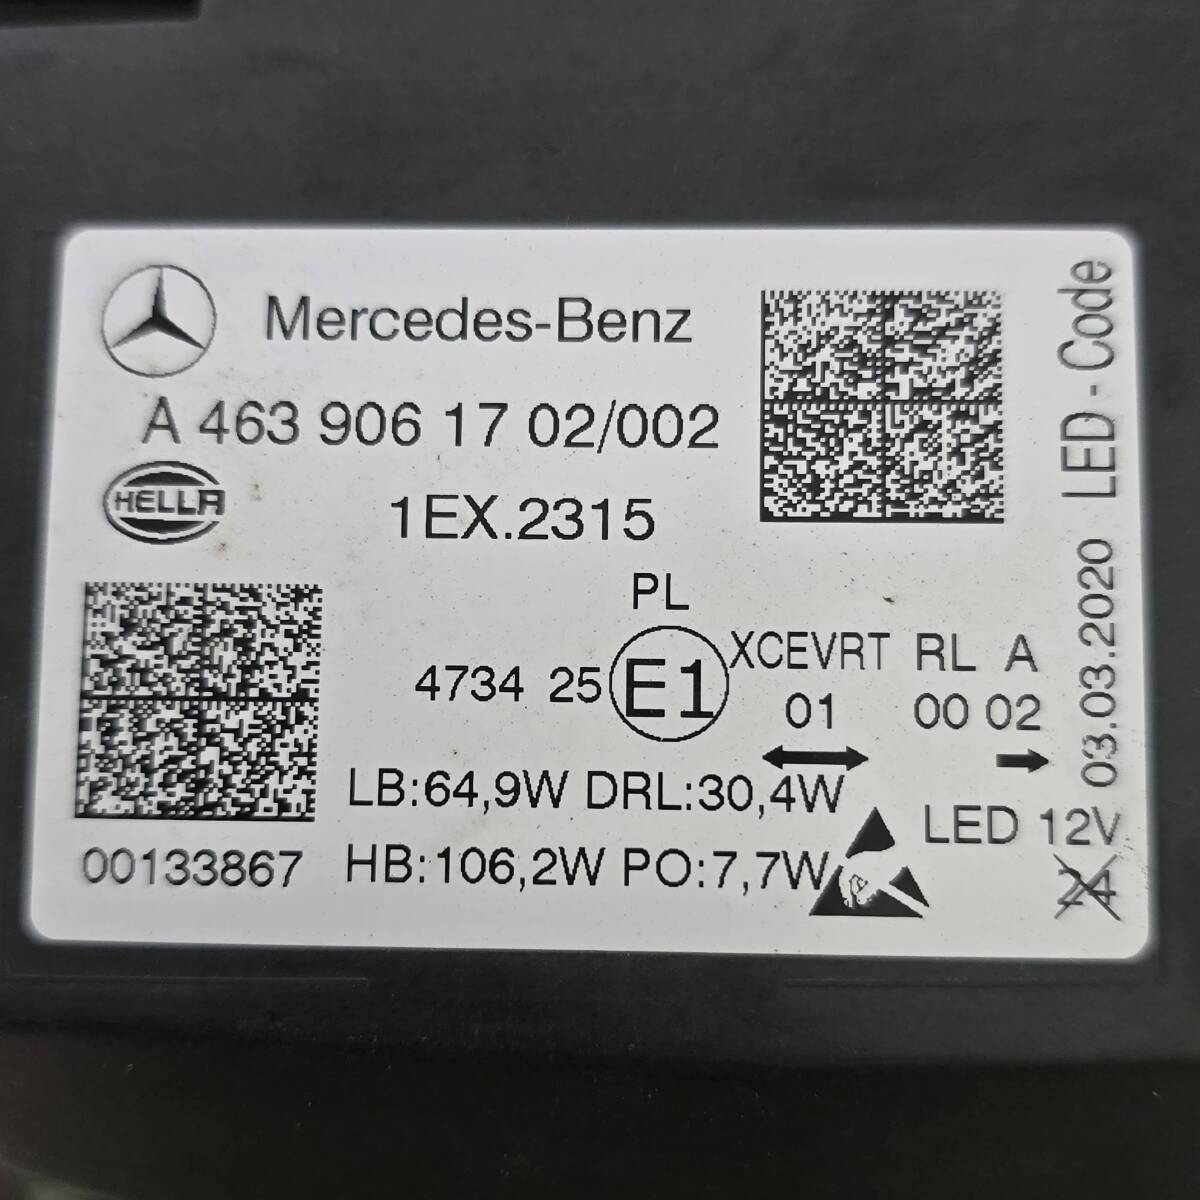 Mercedes-Benz
A 463 906 17 02/002
HELLA
1EX.2315
PL
4734 25 E1 XCEVRT RL A
01 00 02
LB:64,9W DRL:30,4W
LED 12V
00133867 HB:106,2W PO:7,7W
03.03.2020 LED - Code